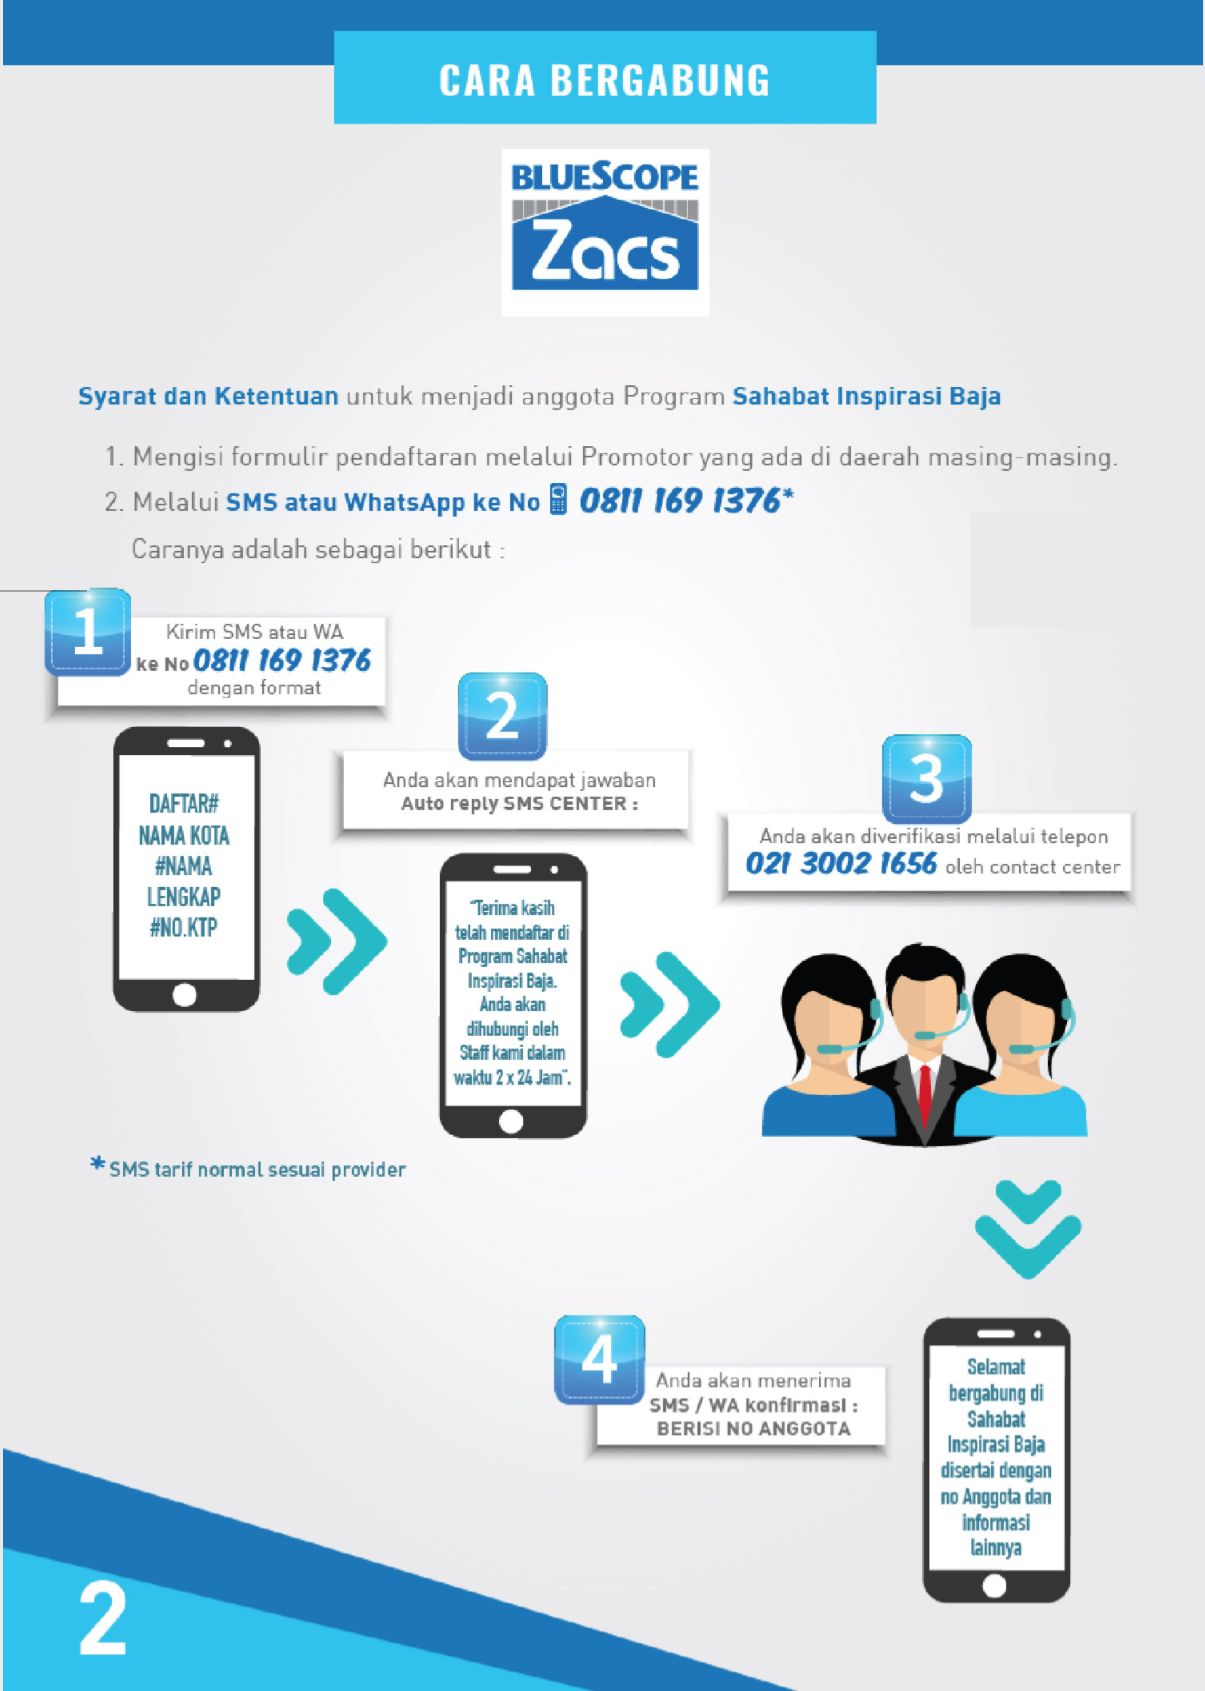 CARA BERGABUNG
BLUESCOPE
Zacs
Syarat dan Ketentuan untuk menjadi anggota Program Sahabat Inspirasi Baja
1. Mengisi formulir pendaftaran melalui Promotor yang ada di daerah masing-masing.
2. Melalui SMS atau WhatsApp ke No 0811 169 1376*
Caranya adalah sebagai berikut :
1
Kirim SMS atau WA
ke No 0811 169 1376
dengan format
DAFTAR#
NAMA KOTA
#NAMA
LENGKAP
#NO.KTP
2
Anda akan mendapat jawaban
Auto reply SMS CENTER :
"Terima kasih
telah mendaftar di
Program Sahabat
Inspirasi Baja.
Anda akan
dihubungi oleh
Staff kami dalam
waktu 2 x 24 Jam".
3
Anda akan diverifikasi melalui telepon
021 3002 1656 oleh contact center
*SMS tarif normal sesuai provider
4
Anda akan menerima
SMS / WA konfirmasi :
BERISI NO ANGGOTA
Selamat
bergabung di
Sahabat
Inspirasi Baja
disertai dengan
no Anggota dan
informasi
lainnya
2